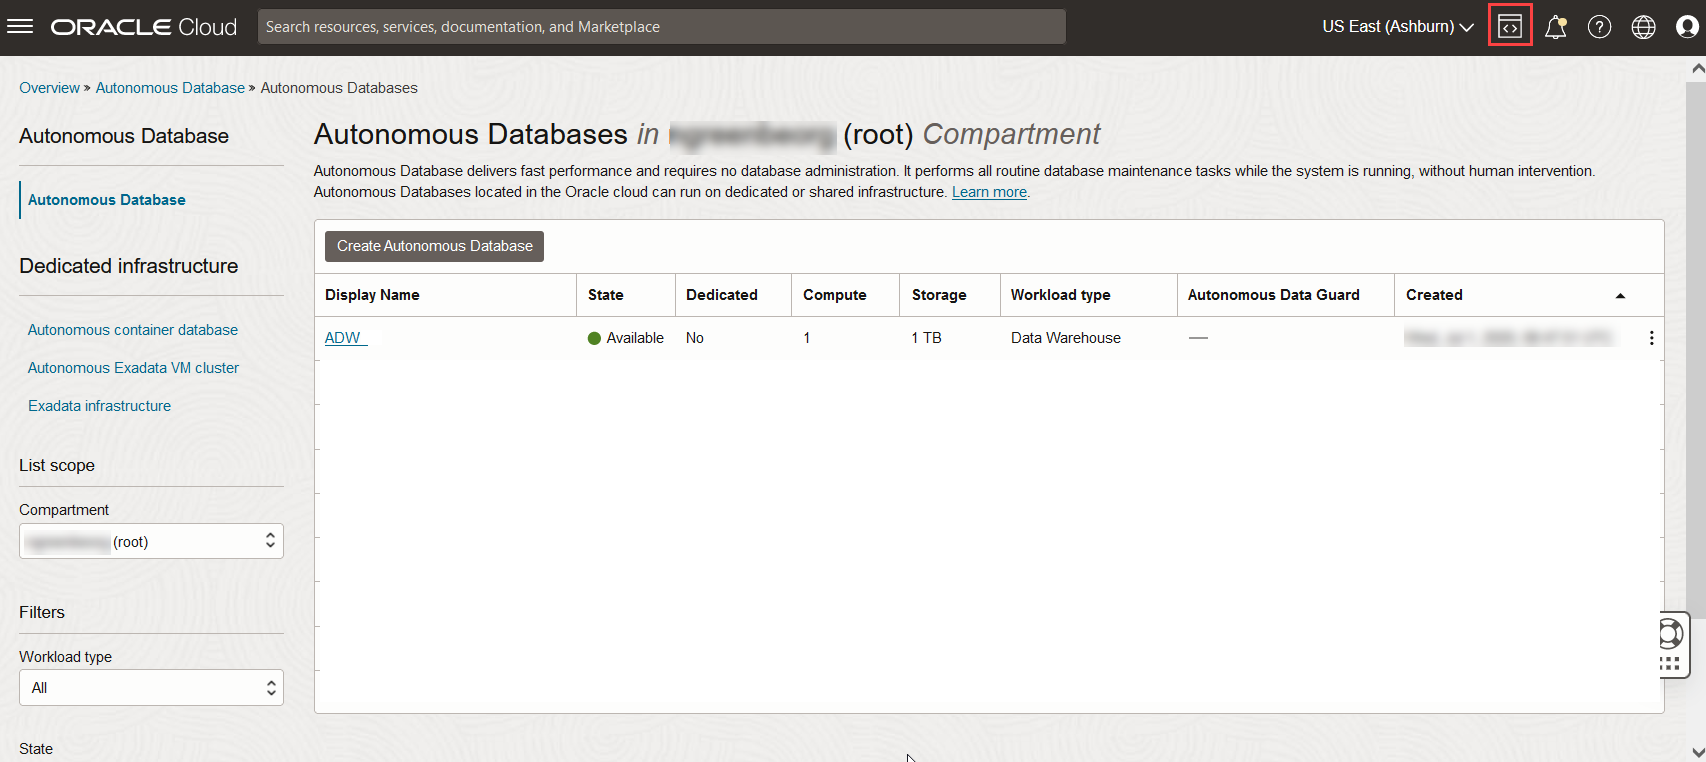 ORACLE Cloud
Search resources, services, documentation, and Marketplace
US East (Ashburn)
Overview » Autonomous Database » Autonomous Databases
Autonomous Database
Autonomous Database
Dedicated infrastructure
Autonomous container database
Autonomous Exadata VM cluster
Exadata infrastructure
List scope
Compartment
(root)
Filters
Workload type
All
State
Autonomous Databases in (root) Compartment
Autonomous Database delivers fast performance and requires no database administration. It performs all routine database maintenance tasks while the system is running, without human intervention.
Autonomous Databases located in the Oracle cloud can run on dedicated or shared infrastructure. Learn more.
Create Autonomous Database
Display Name State Dedicated Compute Storage Workload type Autonomous Data Guard Created
ADW Available No 1 1 TB Data Warehouse —